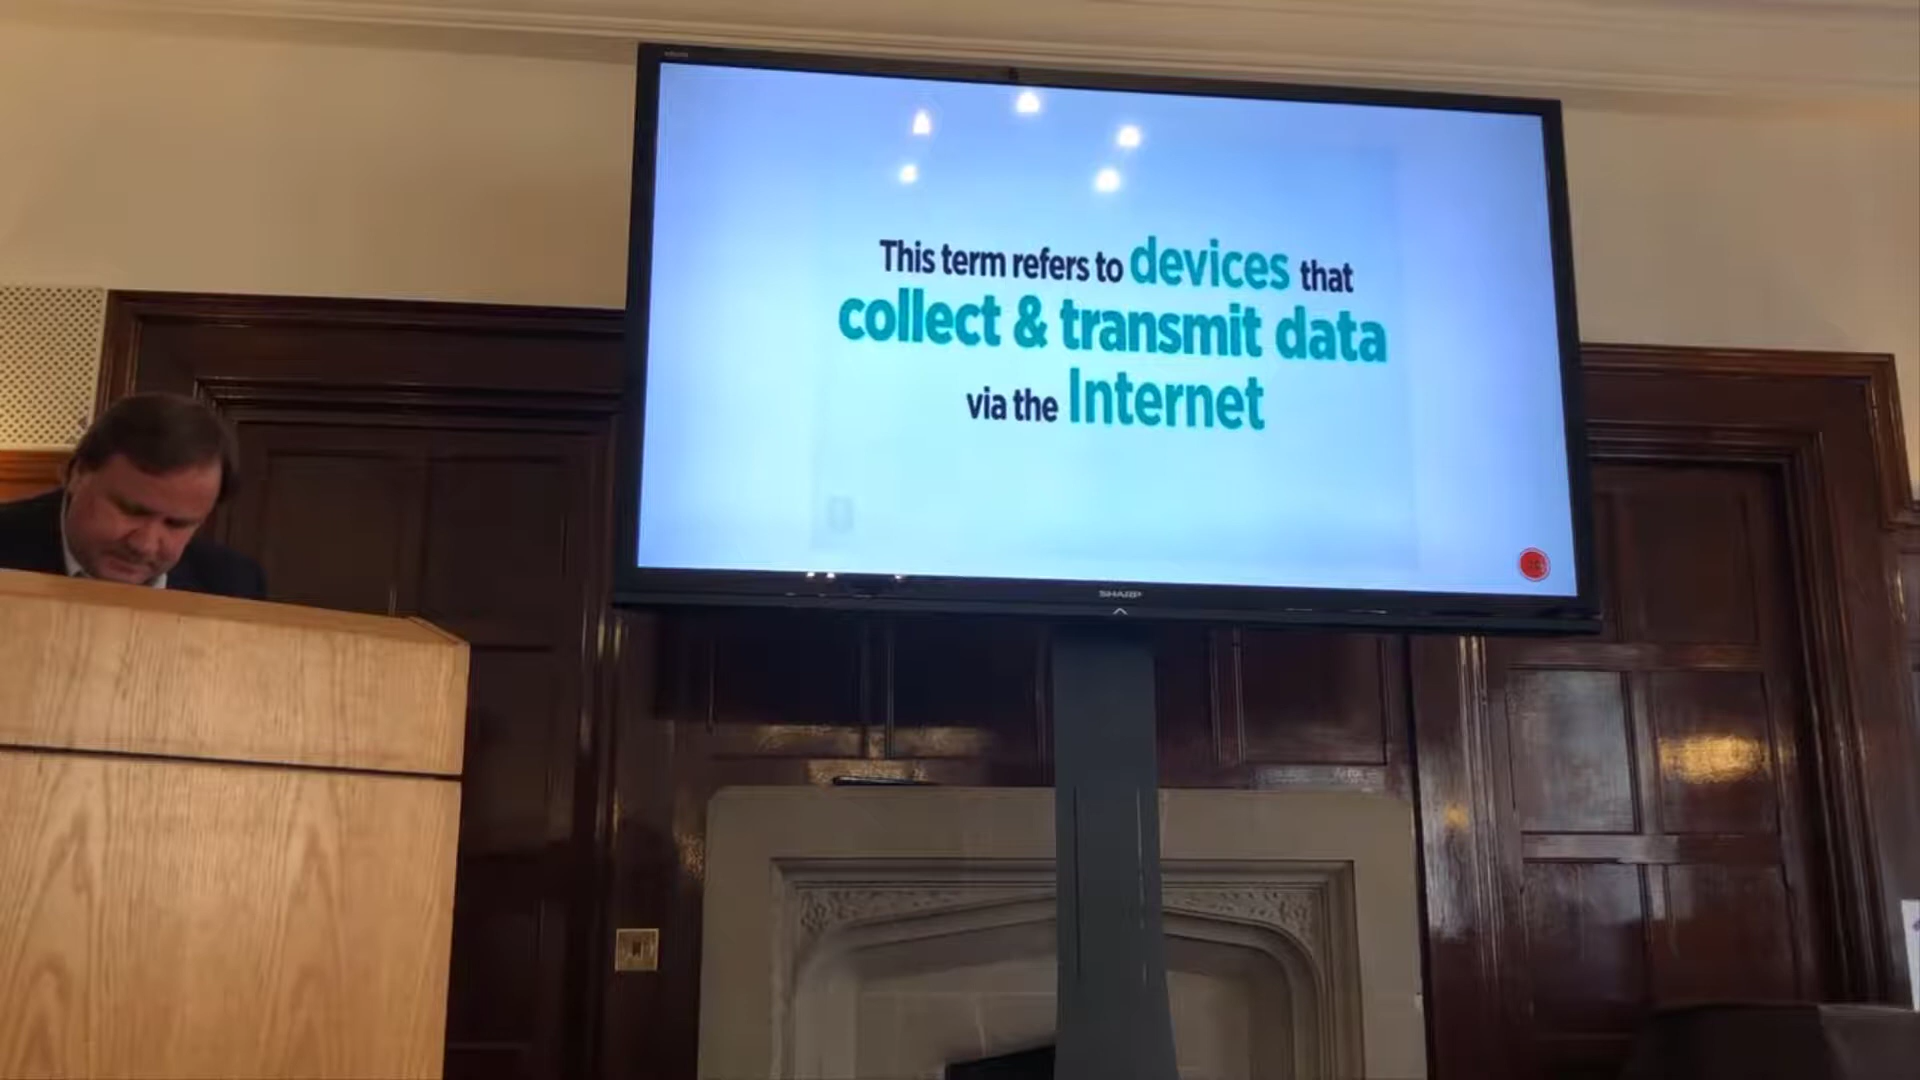 This term refers to devices that
collect & transmit data
via the Internet
SHARP